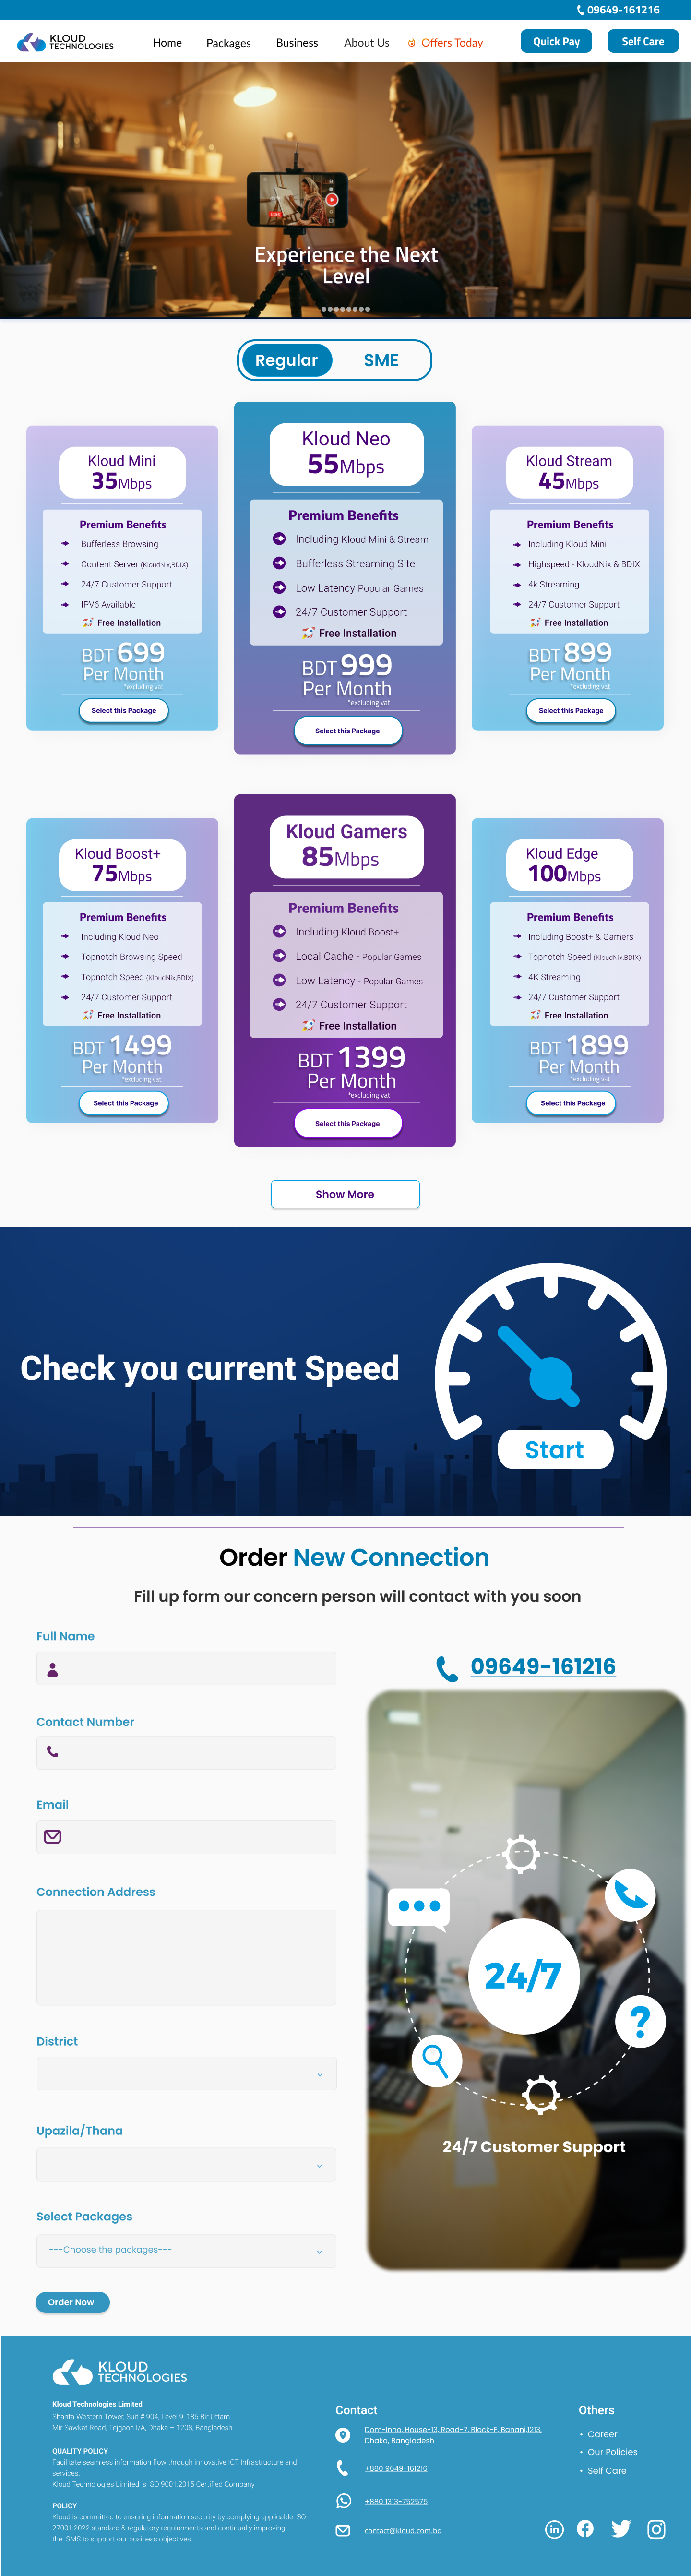 09649-161216
KLOUD
TECHNOLOGIES
Home
Packages
Business
About Us
Offers Today
Quick Pay
Self Care
LIVE
Experience the Next
Level
Regular
SME
Kloud Mini
35Mbps
Premium Benefits
Bufferless Browsing
Content Server (KloudNix,BDIX)
24/7 Customer Support
IPV6 Available
Free Installation
BDT 699
Per Month
*excluding vat
Select this Package
Kloud Neo
55Mbps
Premium Benefits
Including Kloud Mini & Stream
Bufferless Streaming Site
Low Latency Popular Games
24/7 Customer Support
Free Installation
BDT 999
Per Month
*excluding vat
Select this Package
Kloud Stream
45Mbps
Premium Benefits
Including Kloud Mini
Highspeed - KloudNix & BDIX
4k Streaming
24/7 Customer Support
Free Installation
BDT 899
Per Month
*excluding vat
Select this Package
Kloud Boost+
75Mbps
Premium Benefits
Including Kloud Neo
Topnotch Browsing Speed
Topnotch Speed (KloudNix,BDIX)
24/7 Customer Support
Free Installation
BDT 1499
Per Month
*excluding vat
Select this Package
Kloud Gamers
85Mbps
Premium Benefits
Including Kloud Boost+
Local Cache - Popular Games
Low Latency - Popular Games
24/7 Customer Support
Free Installation
BDT 1399
Per Month
*excluding vat
Select this Package
Kloud Edge
100Mbps
Premium Benefits
Including Boost+ & Gamers
Topnotch Speed (KloudNix,BDIX)
4K Streaming
24/7 Customer Support
Free Installation
BDT 1899
Per Month
*excluding vat
Select this Package
Show More
Check you current Speed
Start
Order New Connection
Fill up form our concern person will contact with you soon
Full Name
Contact Number
Email
Connection Address
District
Upazila/Thana
Select Packages
---Choose the packages---
Order Now
09649-161216
24/7
?
24/7 Customer Support
KLOUD
TECHNOLOGIES
Kloud Technologies Limited
Shanta Western Tower, Suit # 904, Level 9, 186 Bir Uttam
Mir Sawkat Road, Tejgaon I/A, Dhaka – 1208, Bangladesh.
QUALITY POLICY
Facilitate seamless information flow through innovative ICT Infrastructure and
services.
Kloud Technologies Limited is ISO 9001:2015 Certified Company
POLICY
Kloud is committed to ensuring information security by complying applicable ISO
27001:2022 standard & regulatory requirements and continually improving
the ISMS to support our business objectives.
Contact
Dom-inno, House-13, Road-7, Block-F, Banani,1213,
Dhaka, Bangladesh
+880 9649-161216
+880 1313-752575
contact@kloud.com.bd
Others
• Career
• Our Policies
• Self Care
in